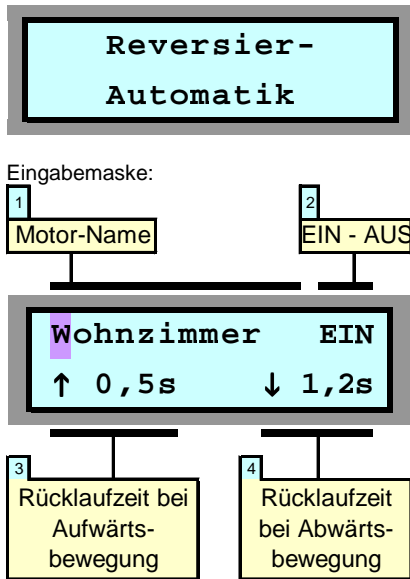 Reversier-
Automatik
Eingabemaske:
1
2
Motor-Name
EIN - AUS
Wohnzimmer EIN
↑ 0,5s ↓ 1,2s
3
Rücklaufzeit bei
Aufwärts-
bewegung
4
Rücklaufzeit
bei Abwärts-
bewegung